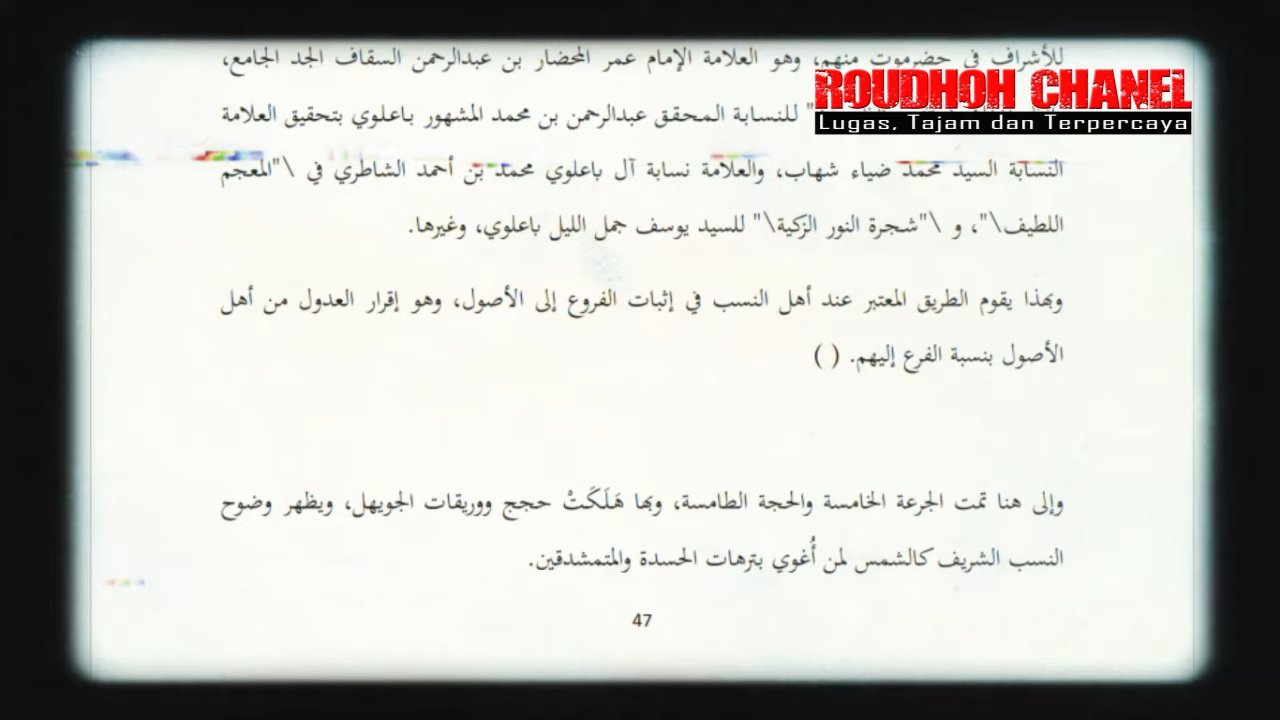 للأشراف في حضرموت منهم، وهو العلامة الإمام عمر المحضار بن عبدالرحمن السقاف الجد الجامع،
ROUDHOH CHANEL
" للنسابة المحقق عبدالرحمن بن محمد المشهور باعلوي بتحقيق العلامة
Lugas, Tajam dan Terpercaya
النسابة السيد محمد ضياء شهاب، والعلامة نسابة آل باعلوي محمد بن أحمد الشاطري في \"المعجم
اللطيف\"، و \"شجرة النور الزكية\" للسيد يوسف جمل الليل باعلوي، وغيرها.
وبهذا يقوم الطريق المعتبر عند أهل النسب في إثبات الفروع إلى الأصول، وهو إقرار العدول من أهل
الأصول بنسبة الفرع إليهم. ( )
وإلى هنا تمت الجرعة الخامسة والحجة الطامسة، وبها هَلَكَتْ حجج ووريقات الجويهل، ويظهر وضوح
النسب الشريف كالشمس لمن أُغوي بترهات الحسدة والمتمشدقين.
47